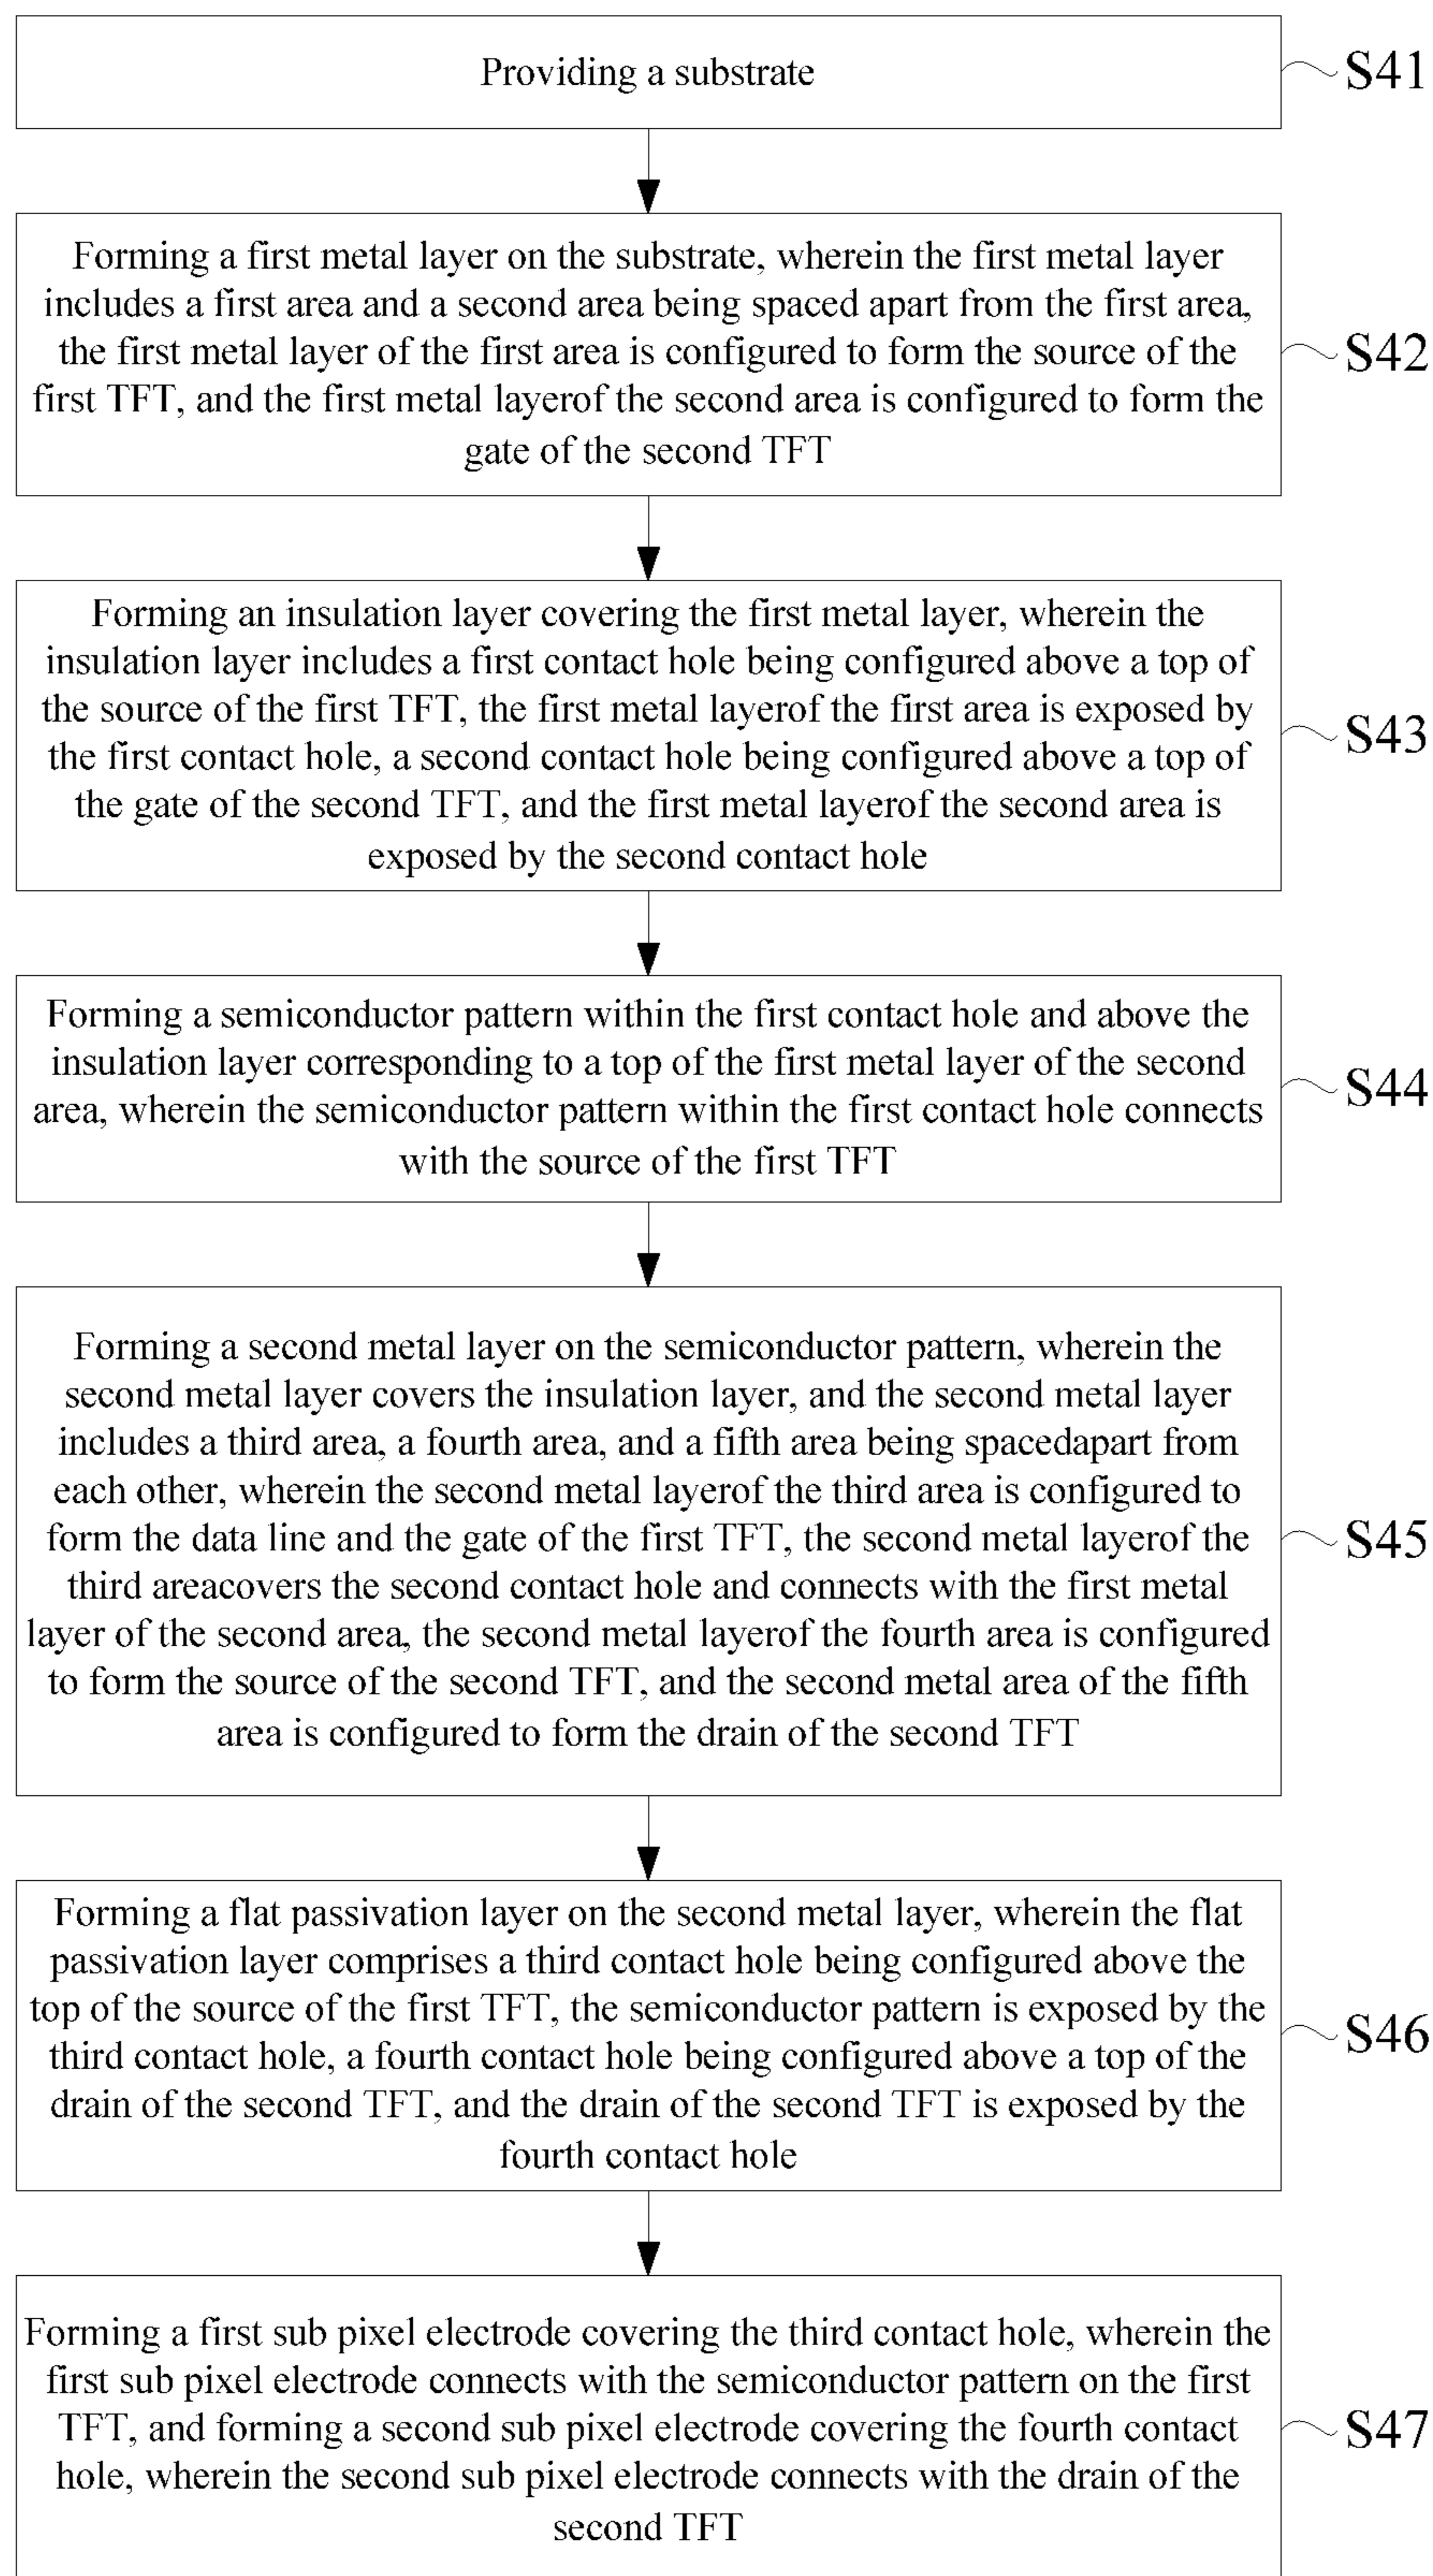 Providing a substrate
S41
Forming a first metal layer on the substrate, wherein the first metal layer
includes a first area and a second area being spaced apart from the first area,
the first metal layer of the first area is configured to form the source of the
first TFT, and the first metal layerof the second area is configured to form the
gate of the second TFT
S42
Forming an insulation layer covering the first metal layer, wherein the
insulation layer includes a first contact hole being configured above a top of
the source of the first TFT, the first metal layerof the first area is exposed by
the first contact hole, a second contact hole being configured above a top of
the gate of the second TFT, and the first metal layerof the second area is
exposed by the second contact hole
S43
Forming a semiconductor pattern within the first contact hole and above the
insulation layer corresponding to a top of the first metal layer of the second
area, wherein the semiconductor pattern within the first contact hole connects
with the source of the first TFT
S44
Forming a second metal layer on the semiconductor pattern, wherein the
second metal layer covers the insulation layer, and the second metal layer
includes a third area, a fourth area, and a fifth area being spacedapart from
each other, wherein the second metal layerof the third area is configured to
form the data line and the gate of the first TFT, the second metal layerof the
third areacovers the second contact hole and connects with the first metal
layer of the second area, the second metal layerof the fourth area is configured
to form the source of the second TFT, and the second metal area of the fifth
area is configured to form the drain of the second TFT
S45
Forming a flat passivation layer on the second metal layer, wherein the flat
passivation layer comprises a third contact hole being configured above the
top of the source of the first TFT, the semiconductor pattern is exposed by the
third contact hole, a fourth contact hole being configured above a top of the
drain of the second TFT, and the drain of the second TFT is exposed by the
fourth contact hole
S46
Forming a first sub pixel electrode covering the third contact hole, wherein the
first sub pixel electrode connects with the semiconductor pattern on the first
TFT, and forming a second sub pixel electrode covering the fourth contact
hole, wherein the second sub pixel electrode connects with the drain of the
second TFT
S47